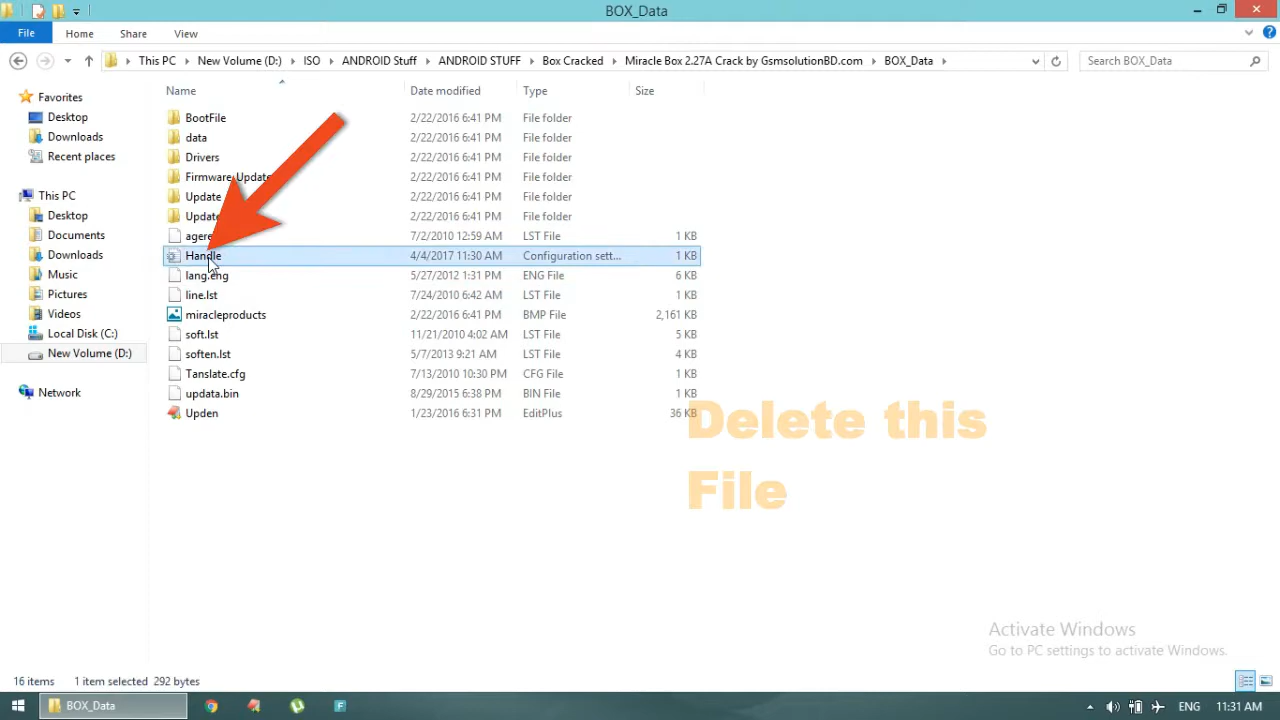 BOX_Data
File Home Share View
This PC New Volume (D:) ISO ANDROID Stuff ANDROID STUFF Box Cracked Miracle Box 2.27A Crack by GsmsolutionBD.com BOX_Data
Search BOX_Data
Favorites
Desktop
Downloads
Recent places
This PC
Desktop
Documents
Downloads
Music
Pictures
Videos
Local Disk (C:)
New Volume (D:)
Network
Name Date modified Type Size
BootFile 2/22/2016 6:41 PM File folder
data 2/22/2016 6:41 PM File folder
Drivers 2/22/2016 6:41 PM File folder
Firmware Update 2/22/2016 6:41 PM File folder
Update 2/22/2016 6:41 PM File folder
Update 2/22/2016 6:41 PM File folder
7/2/2010 12:59 AM LST File 1 KB
Handle 4/4/2017 11:30 AM Configuration sett... 1 KB
lang.eng 5/27/2012 1:31 PM ENG File 6 KB
line.lst 7/24/2010 6:42 AM LST File 1 KB
miracleproducts 2/22/2016 6:41 PM BMP File 2,161 KB
soft.lst 11/21/2010 4:02 AM LST File 5 KB
soften.lst 5/7/2013 9:21 AM LST File 4 KB
Tanslate.cfg 7/13/2010 10:30 PM CFG File 1 KB
updata.bin 8/29/2015 6:38 PM BIN File 1 KB
Upden 1/23/2016 6:31 PM EditPlus 36 KB
Delete this
File
Activate Windows
Go to PC settings to activate Windows.
16 items 1 item selected 292 bytes
BOX_Data
F
ENG 11:31 AM